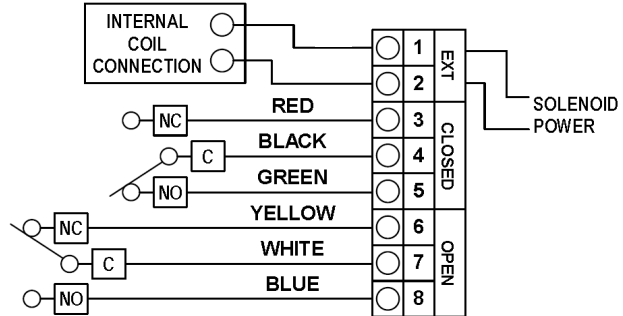 INTERNAL
COIL
CONNECTION
1
2
EXT
SOLENOID
POWER
RED
NC
3
BLACK
C
4
CLOSED
GREEN
NO
5
YELLOW
NC
6
WHITE
C
7
OPEN
BLUE
NO
8